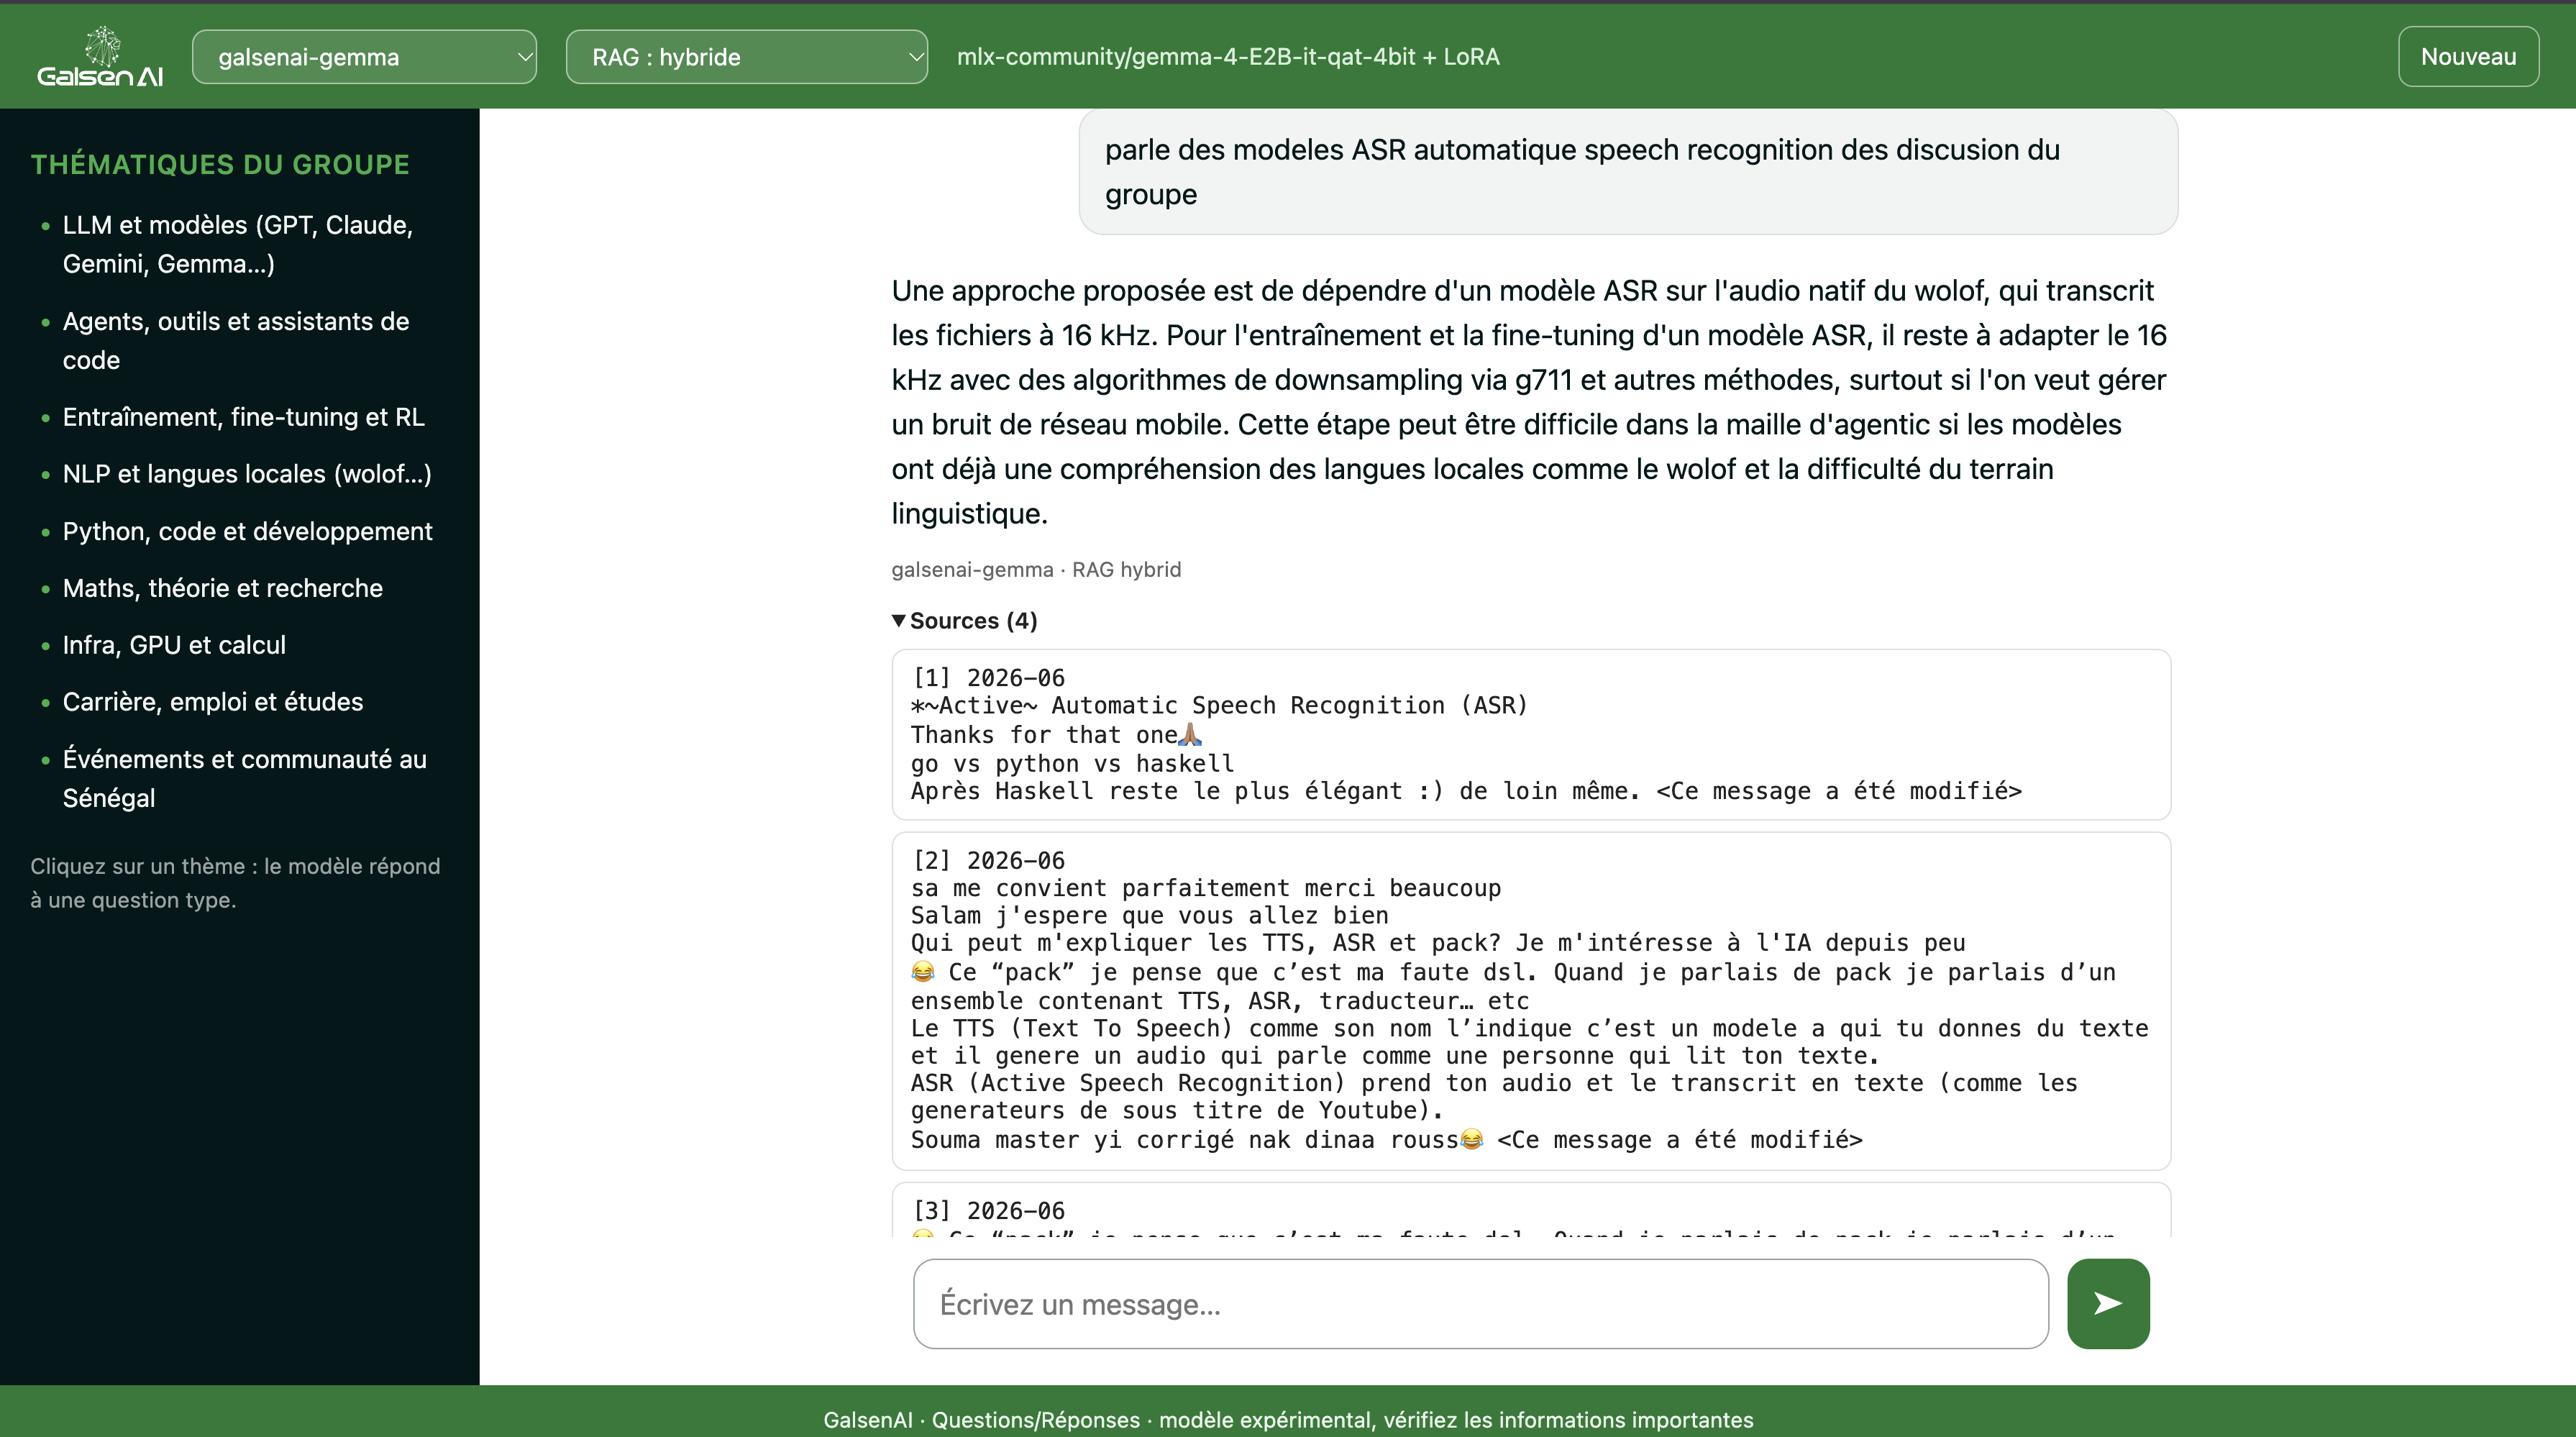 GalsenAI
galsenai-gemma
RAG : hybride
mlx-community/gemma-4-E2B-it-qat-4bit + LoRA
Nouveau
THÉMATIQUES DU GROUPE
LLM et modèles (GPT, Claude,
Gemini, Gemma...)
Agents, outils et assistants de
code
Entraînement, fine-tuning et RL
NLP et langues locales (wolof...)
Python, code et développement
Maths, théorie et recherche
Infra, GPU et calcul
Carrière, emploi et études
Événements et communauté au
Sénégal
Cliquez sur un thème : le modèle répond
à une question type.
parle des modeles ASR automatique speech recognition des discusion du
groupe
Une approche proposée est de dépendre d'un modèle ASR sur l'audio natif du wolof, qui transcrit
les fichiers à 16 kHz. Pour l'entraînement et la fine-tuning d'un modèle ASR, il reste à adapter le 16
kHz avec des algorithmes de downsampling via g711 et autres méthodes, surtout si l'on veut gérer
un bruit de réseau mobile. Cette étape peut être difficile dans la maille d'agentic si les modèles
ont déjà une compréhension des langues locales comme le wolof et la difficulté du terrain
linguistique.
galsenai-gemma · RAG hybrid
▼ Sources (4)
[1] 2026-06
*~Active~ Automatic Speech Recognition (ASR)
Thanks for that one🙏🏽
go vs python vs haskell
Après Haskell reste le plus élégant :) de loin même. <Ce message a été modifié>
[2] 2026-06
sa me convient parfaitement merci beaucoup
Salam j'espere que vous allez bien
Qui peut m'expliquer les TTS, ASR et pack? Je m'intéresse à l'IA depuis peu
😂 Ce “pack” je pense que c’est ma faute dsl. Quand je parlais de pack je parlais d’un
ensemble contenant TTS, ASR, traducteur… etc
Le TTS (Text To Speech) comme son nom l’indique c’est un modele a qui tu donnes du texte
et il genere un audio qui parle comme une personne qui lit ton texte.
ASR (Active Speech Recognition) prend ton audio et le transcrit en texte (comme les
generateurs de sous titre de Youtube).
Souma master yi corrigé nak dinaa rouss😂 <Ce message a été modifié>
[3] 2026-06
😂 Ce “pack” je pense que c’est ma faute dsl. Quand je parlais de pack je parlais d’un
Écrivez un message...
GalsenAI · Questions/Réponses · modèle expérimental, vérifiez les informations importantes